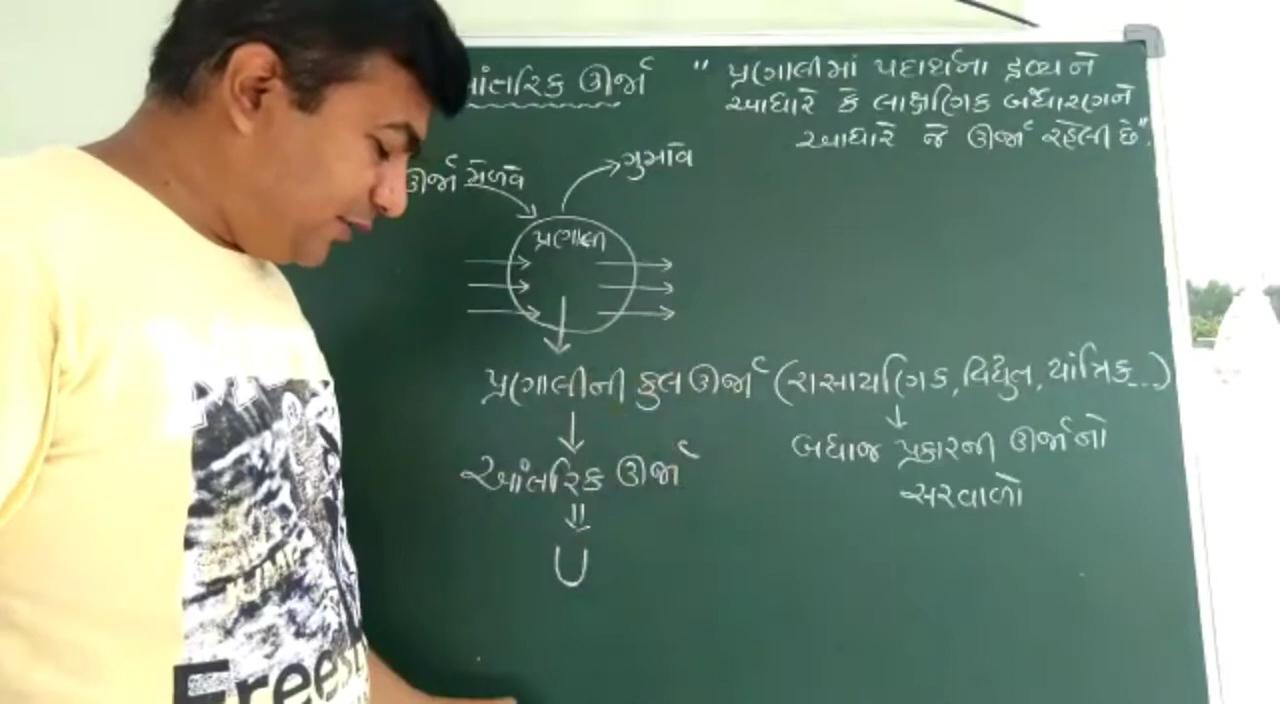 આંતરિક ઊર્જા
" પ્રણાલીમાં પદાર્થના દ્રવ્યને
આધારે કે લાક્ષણિક બંધારણને
આધારે જે ઊર્જા રહેલી છે".
ઊર્જા મેળવે
ગુમાવે
પ્રણાલી
પ્રણાલીની કુલ ઊર્જા (રાસાયણિક, વિદ્યુત, યાંત્રિક...)
આંતરિક ઊર્જા
બધાજ પ્રકારની ઊર્જાનો
સરવાળો
U